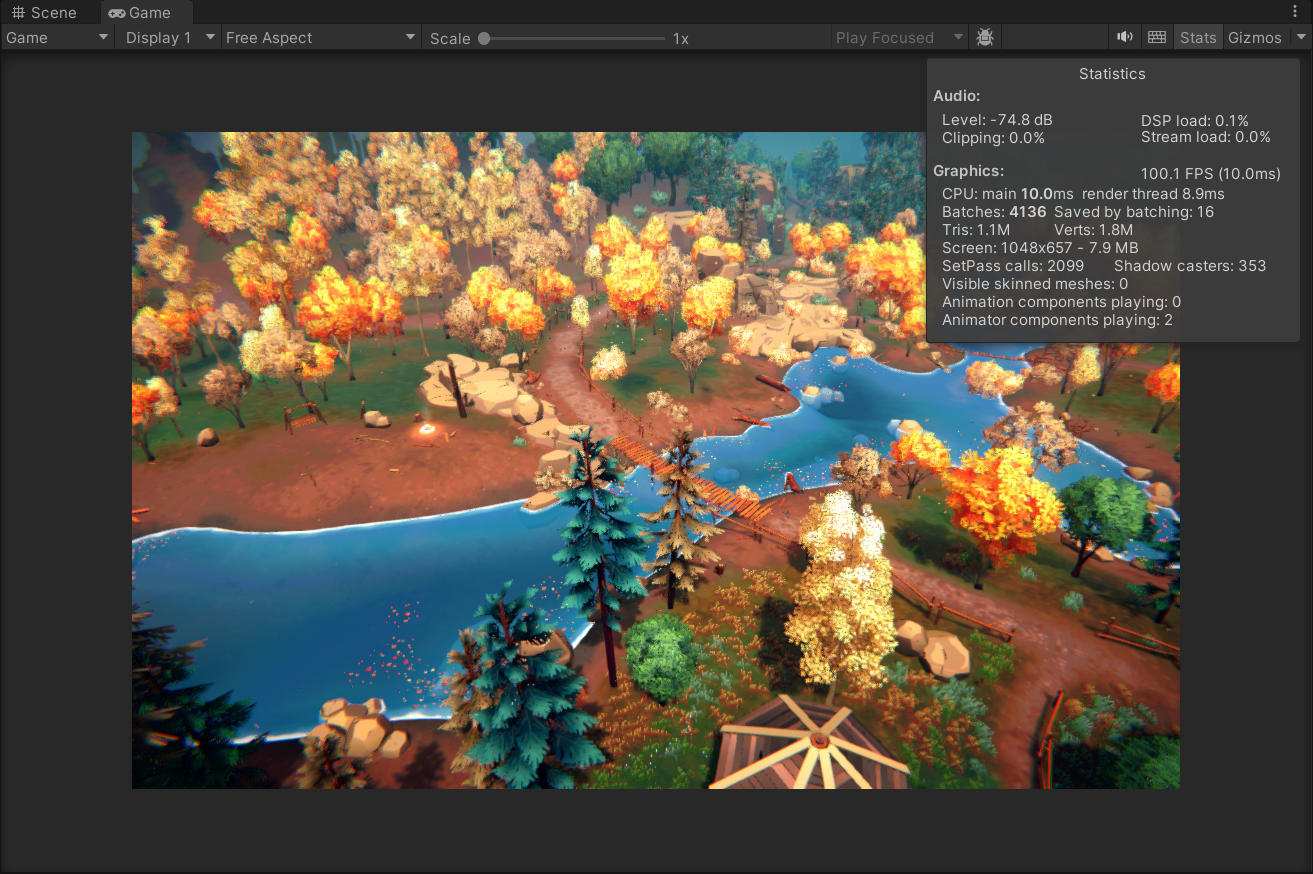 Scene Game
Game Display 1 Free Aspect Scale 1x Play Focused Stats Gizmos
Statistics
Audio:
Level: -74.8 dB DSP load: 0.1%
Clipping: 0.0% Stream load: 0.0%
Graphics: 100.1 FPS (10.0ms)
CPU: main 10.0ms render thread 8.9ms
Batches: 4136 Saved by batching: 16
Tris: 1.1M Verts: 1.8M
Screen: 1048x657 - 7.9 MB
SetPass calls: 2099 Shadow casters: 353
Visible skinned meshes: 0
Animation components playing: 0
Animator components playing: 2